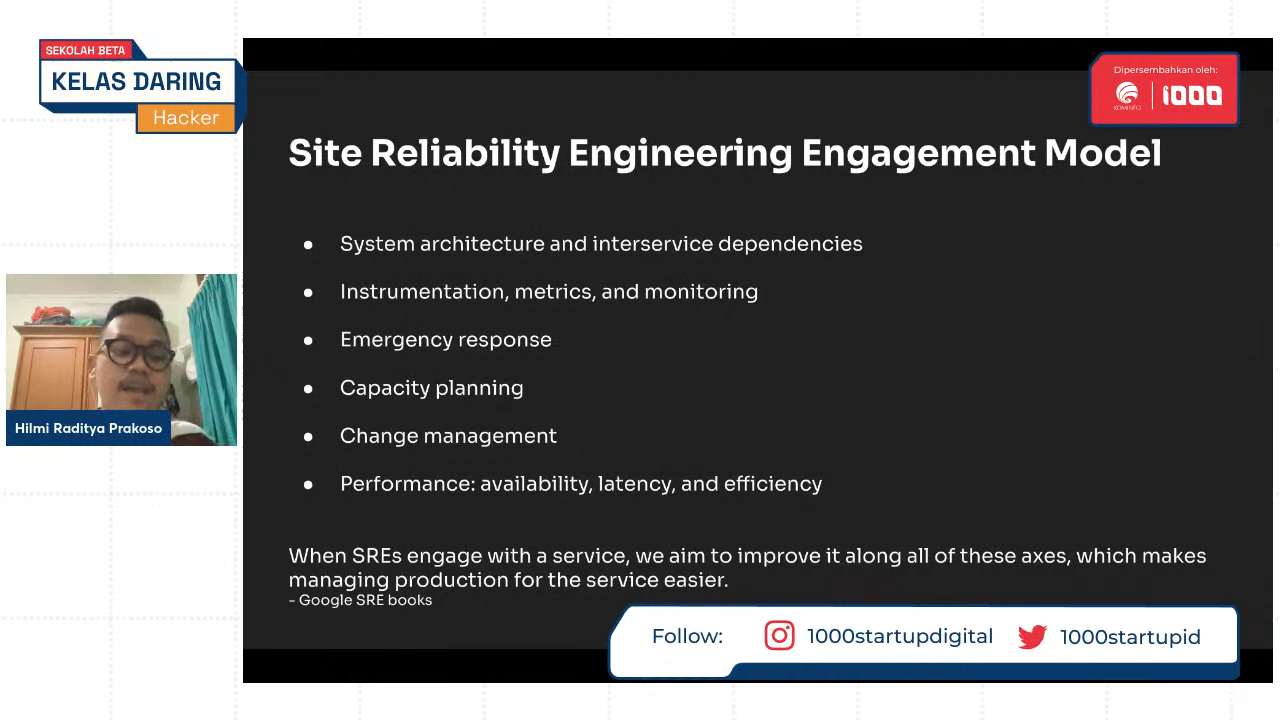 SEKOLAH BETA
KELAS DARING
Hacker
Dipersembahkan oleh:
KOMINFO
1000
Site Reliability Engineering Engagement Model
● System architecture and interservice dependencies
● Instrumentation, metrics, and monitoring
● Emergency response
● Capacity planning
● Change management
● Performance: availability, latency, and efficiency
Hilmi Raditya Prakoso
When SREs engage with a service, we aim to improve it along all of these axes, which makes
managing production for the service easier.
- Google SRE books
Follow: 1000startupdigital 1000startupid